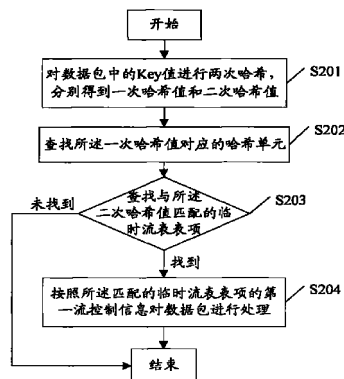 开始
对数据包中的Key值进行两次哈希,
分别得到一次哈希值和二次哈希值
S201
查找所述一次哈希值对应的哈希单元
S202
查找与所述
二次哈希值匹配的临
时流表表项
S203
未找到
找到
按照所述匹配的临时流表表项的第
一流控制信息对数据包进行处理
S204
结束